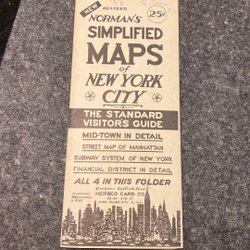 NEW
REVISED
25¢
NORMAN'S
SIMPLIFIED
MAPS
of
NEW YORK
CITY
THE STANDARD
VISITOR'S GUIDE
MID-TOWN IN DETAIL
STREET MAP OF MANHATTAN
SUBWAY SYSTEM OF NEW YORK
FINANCIAL DISTRICT IN DETAIL
ALL 4 IN THIS FOLDER
HERBCO CARD CO.